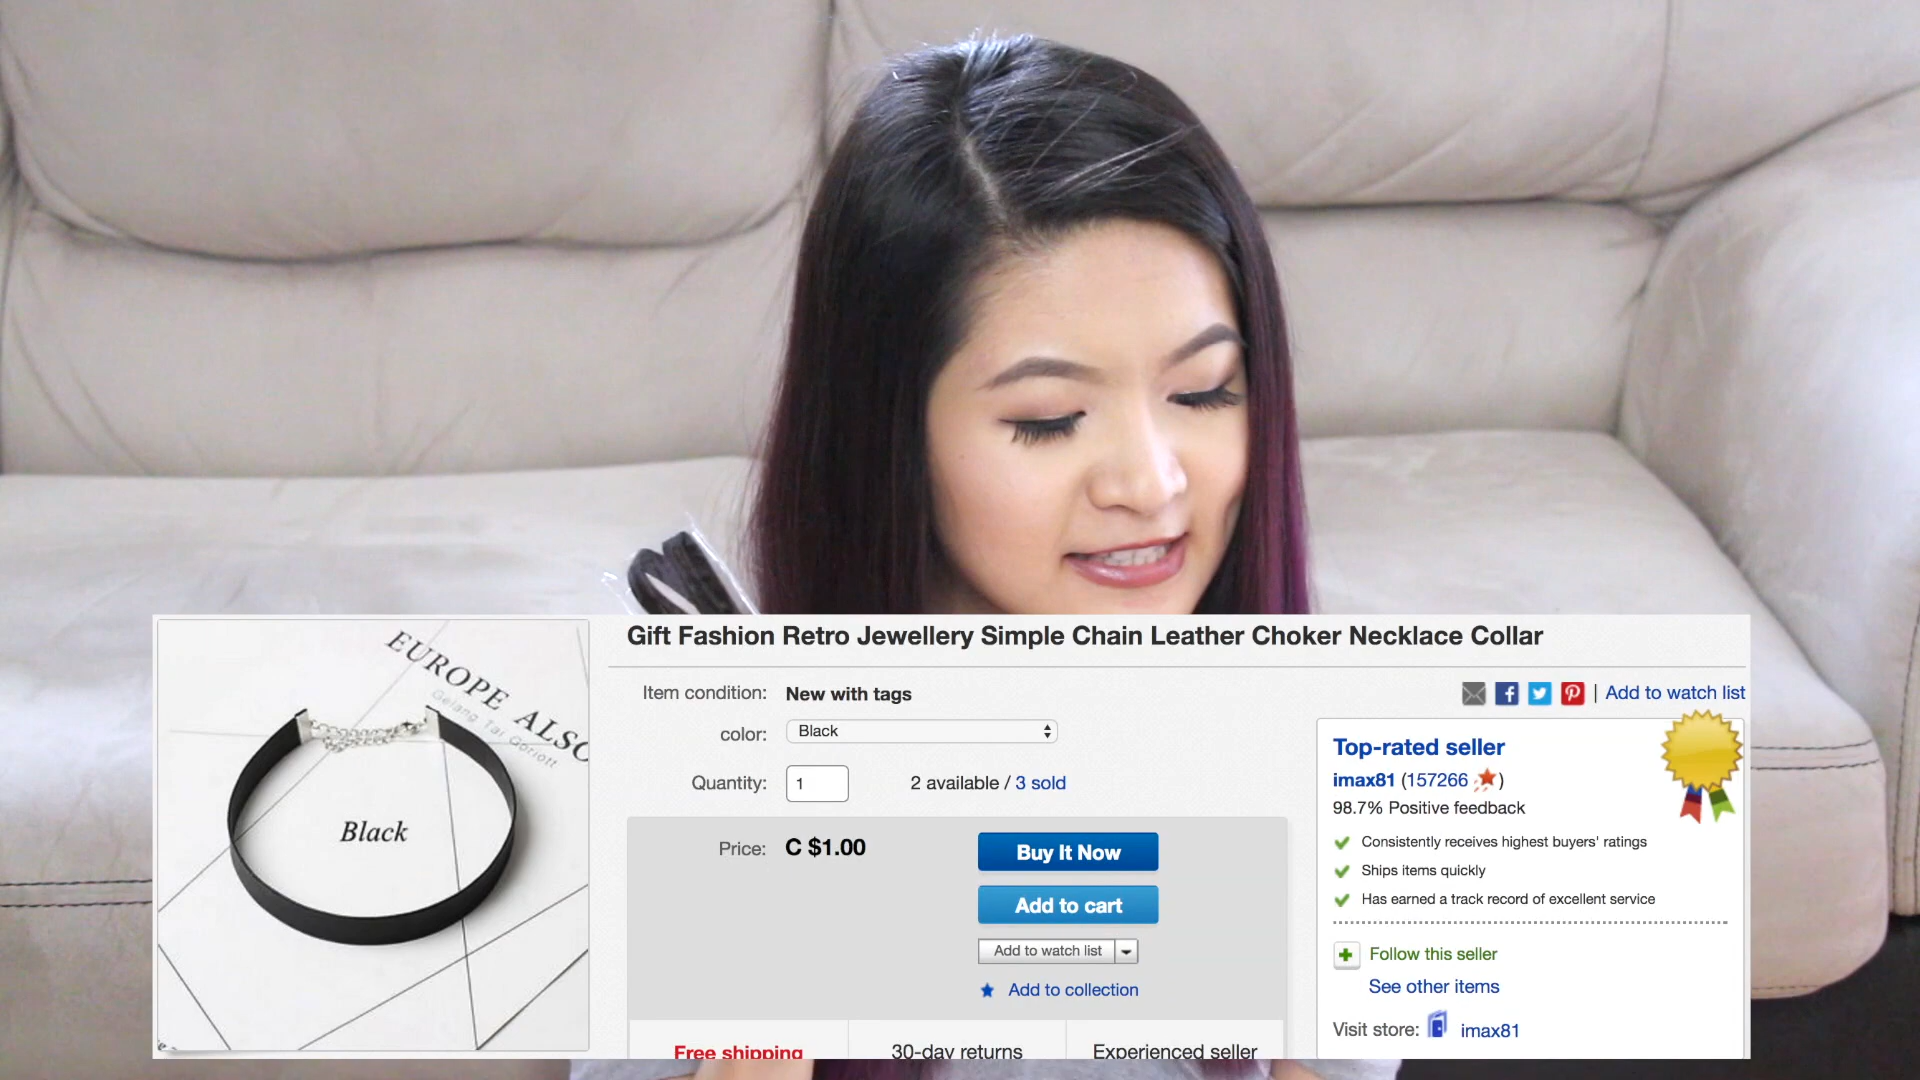 Gift Fashion Retro Jewellery Simple Chain Leather Choker Necklace Collar
EUROPE ALSO
Gelang Tai Goriott
Black
Item condition: New with tags
color: Black
Quantity: 1 2 available / 3 sold
Price: C $1.00
Buy It Now
Add to cart
Add to watch list
Add to collection
Free shipping 30-day returns Experienced seller
| Add to watch list
Top-rated seller
imax81 (157266)
98.7% Positive feedback
Consistently receives highest buyers' ratings
Ships items quickly
Has earned a track record of excellent service
Follow this seller
See other items
Visit store: imax81